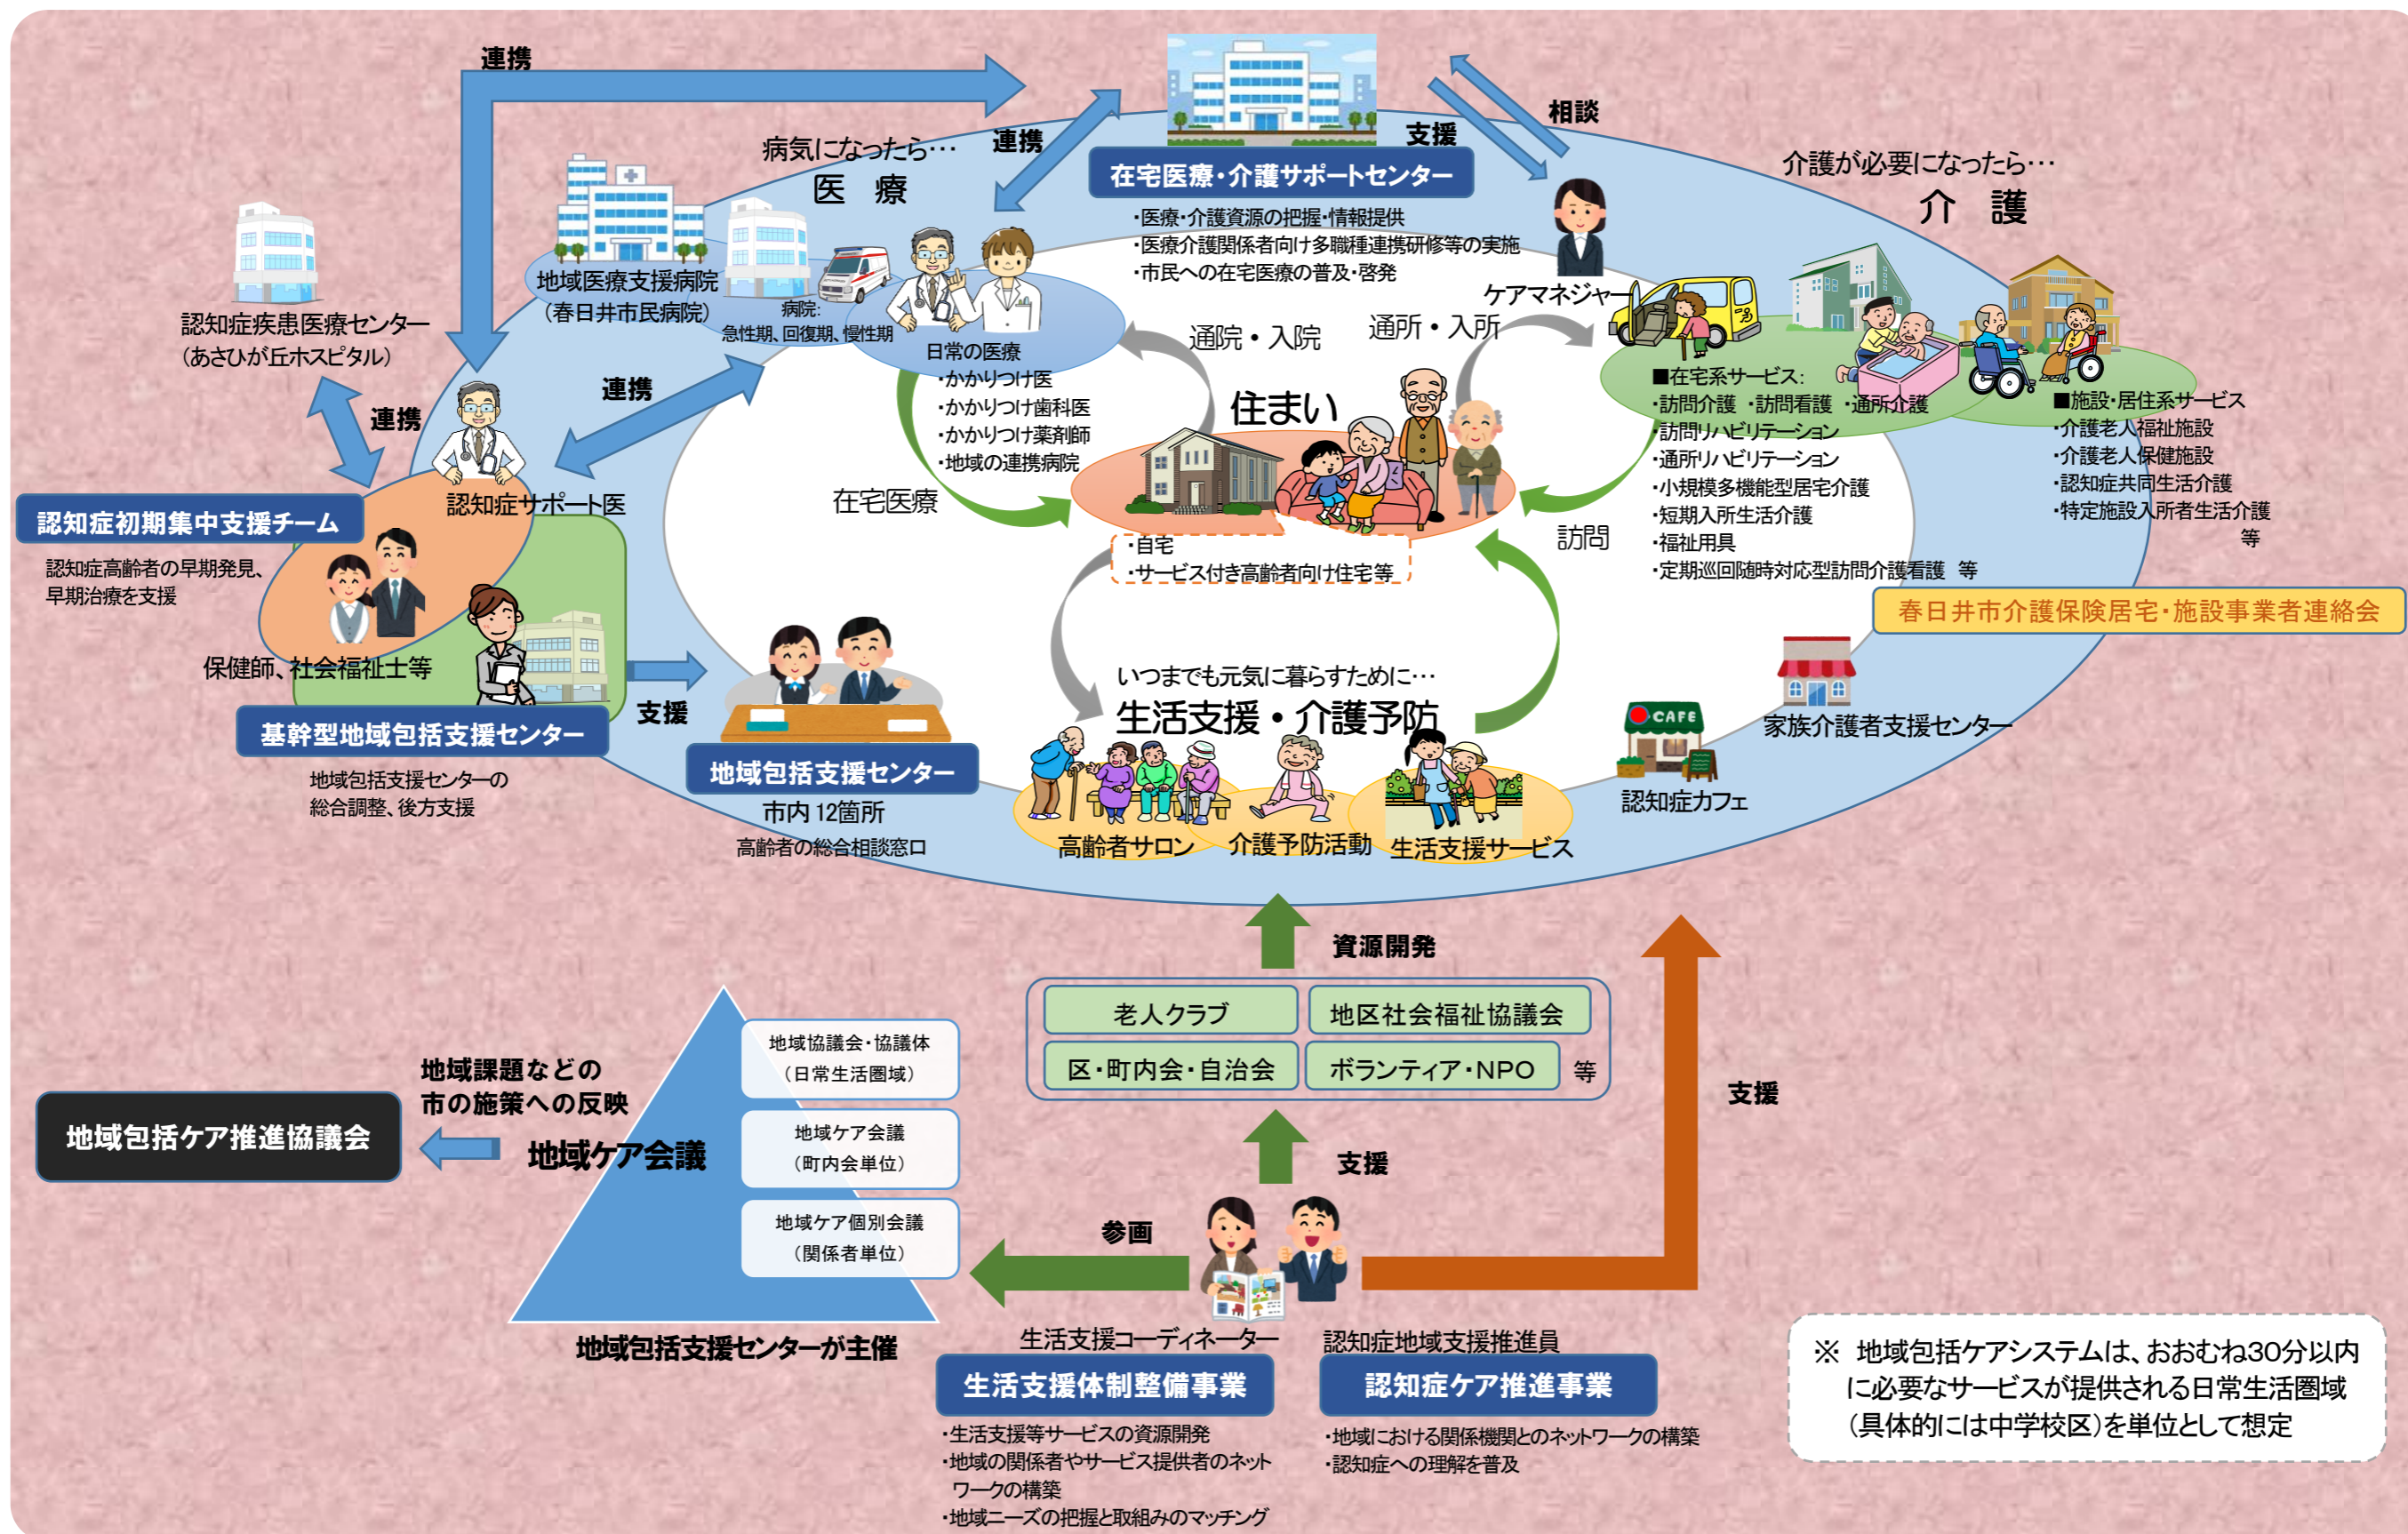 連携
連携
支援
相談
病気になったら…
医 療
在宅医療・介護サポートセンター
・医療・介護資源の把握・情報提供
・医療介護関係者向け多職種連携研修等の実施
・市民への在宅医療の普及・啓発
介護が必要になったら…
介 護
地域医療支援病院
（春日井市民病院）
病院：
急性期、回復期、慢性期
認知症疾患医療センター
（あさひが丘ホスピタル）
連携
連携
日常の医療
・かかりつけ医
・かかりつけ歯科医
・かかりつけ薬剤師
・地域の連携病院
ケアマネジャー
通院・入院
通所・入所
住まい
・自宅
・サービス付き高齢者向け住宅等
在宅医療
訪問
■在宅系サービス：
・訪問介護 ・訪問看護 ・通所介護
・訪問リハビリテーション
・通所リハビリテーション
・小規模多機能型居宅介護
・短期入所生活介護
・福祉用具
・定期巡回随時対応型訪問介護看護 等
■施設・居住系サービス
・介護老人福祉施設
・介護老人保健施設
・認知症共同生活介護
・特定施設入所者生活介護
等
春日井市介護保険居宅・施設事業者連絡会
認知症サポート医
認知症初期集中支援チーム
認知症高齢者の早期発見、
早期治療を支援
保健師、社会福祉士等
基幹型地域包括支援センター
地域包括支援センターの
総合調整、後方支援
支援
地域包括支援センター
市内 12箇所
高齢者の総合相談窓口
いつまでも元気に暮らすために…
生活支援・介護予防
高齢者サロン
介護予防活動
生活支援サービス
CAFE
認知症カフェ
家族介護者支援センター
資源開発
老人クラブ
地区社会福祉協議会
区・町内会・自治会
ボランティア・NPO
等
支援
支援
地域協議会・協議体
（日常生活圏域）
地域ケア会議
（町内会単位）
地域ケア個別会議
（関係者単位）
地域課題などの
市の施策への反映
地域ケア会議
地域包括ケア推進協議会
地域包括支援センターが主催
参画
生活支援コーディネーター
生活支援体制整備事業
・生活支援等サービスの資源開発
・地域の関係者やサービス提供者のネット
ワークの構築
・地域ニーズの把握と取組みのマッチング
認知症地域支援推進員
認知症ケア推進事業
・地域における関係機関とのネットワークの構築
・認知症への理解を普及
※ 地域包括ケアシステムは、おおむね30分以内
に必要なサービスが提供される日常生活圏域
（具体的には中学校区）を単位として想定